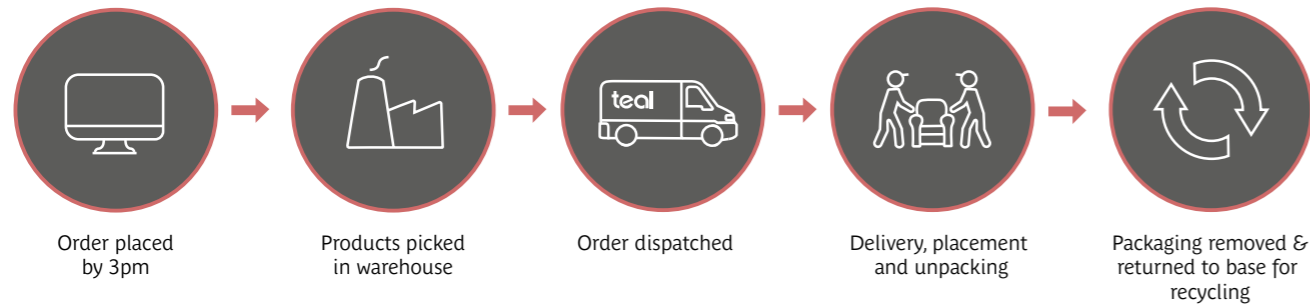 teal
Order placed
by 3pm
Products picked
in warehouse
Order dispatched
Delivery, placement
and unpacking
Packaging removed &
returned to base for
recycling